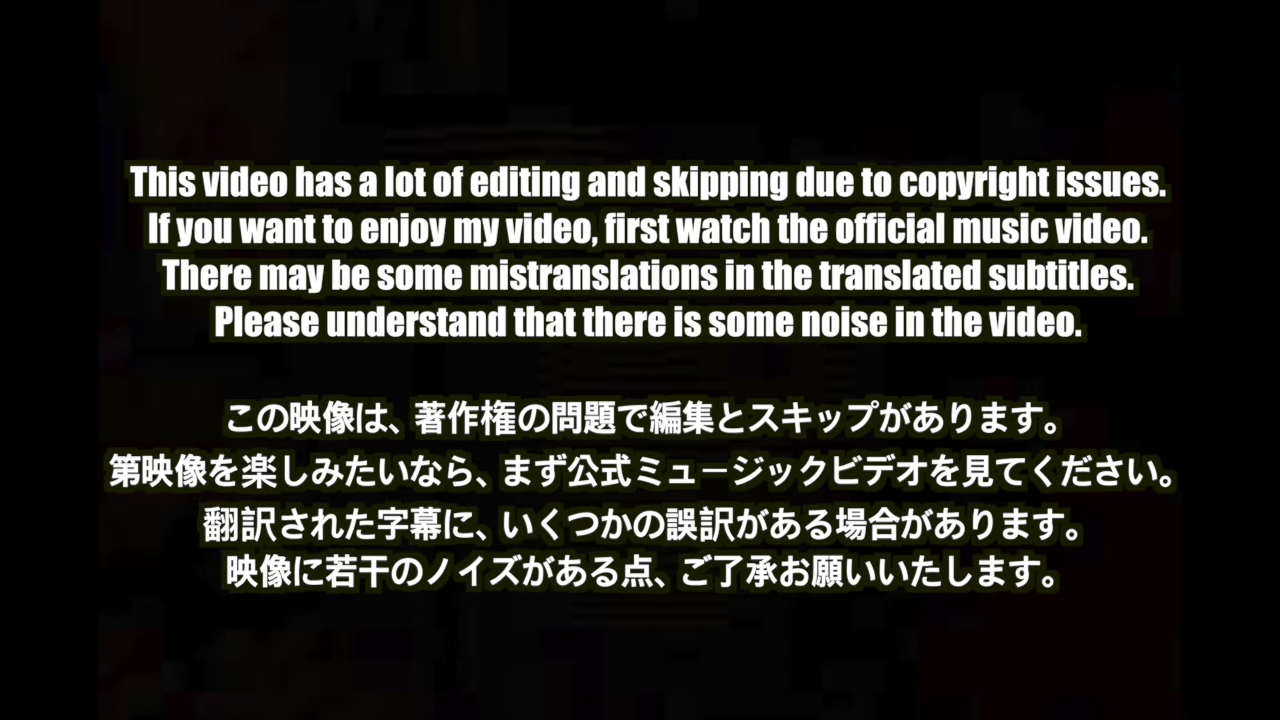 This video has a lot of editing and skipping due to copyright issues.
If you want to enjoy my video, first watch the official music video.
There may be some mistranslations in the translated subtitles.
Please understand that there is some noise in the video.
この映像は、著作権の問題で編集とスキップがあります。
第映像を楽しみたいなら、まず公式ミュージックビデオを見てください。
翻訳された字幕に、いくつかの誤訳がある場合があります。
映像に若干のノイズがある点、ご了承お願いいたします。